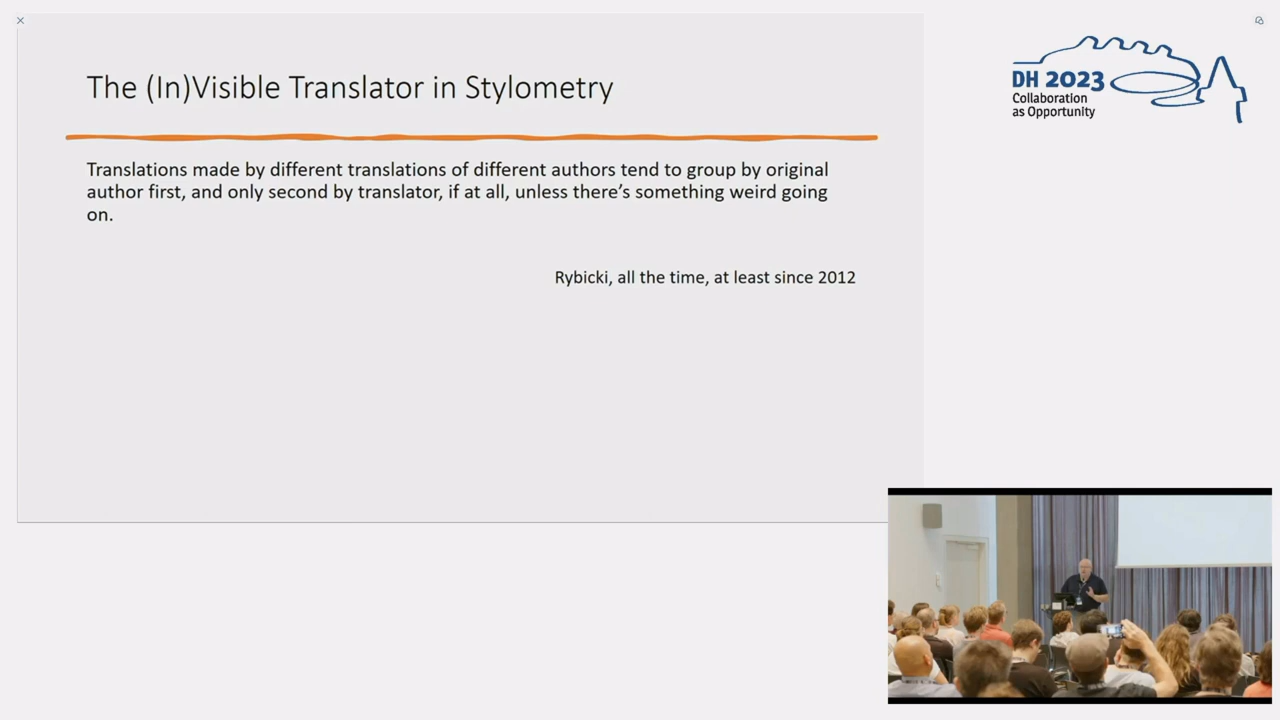 The (In)Visible Translator in Stylometry
Translations made by different translations of different authors tend to group by original
author first, and only second by translator, if at all, unless there's something weird going
on.
Rybicki, all the time, at least since 2012
DH 2023
Collaboration
as Opportunity